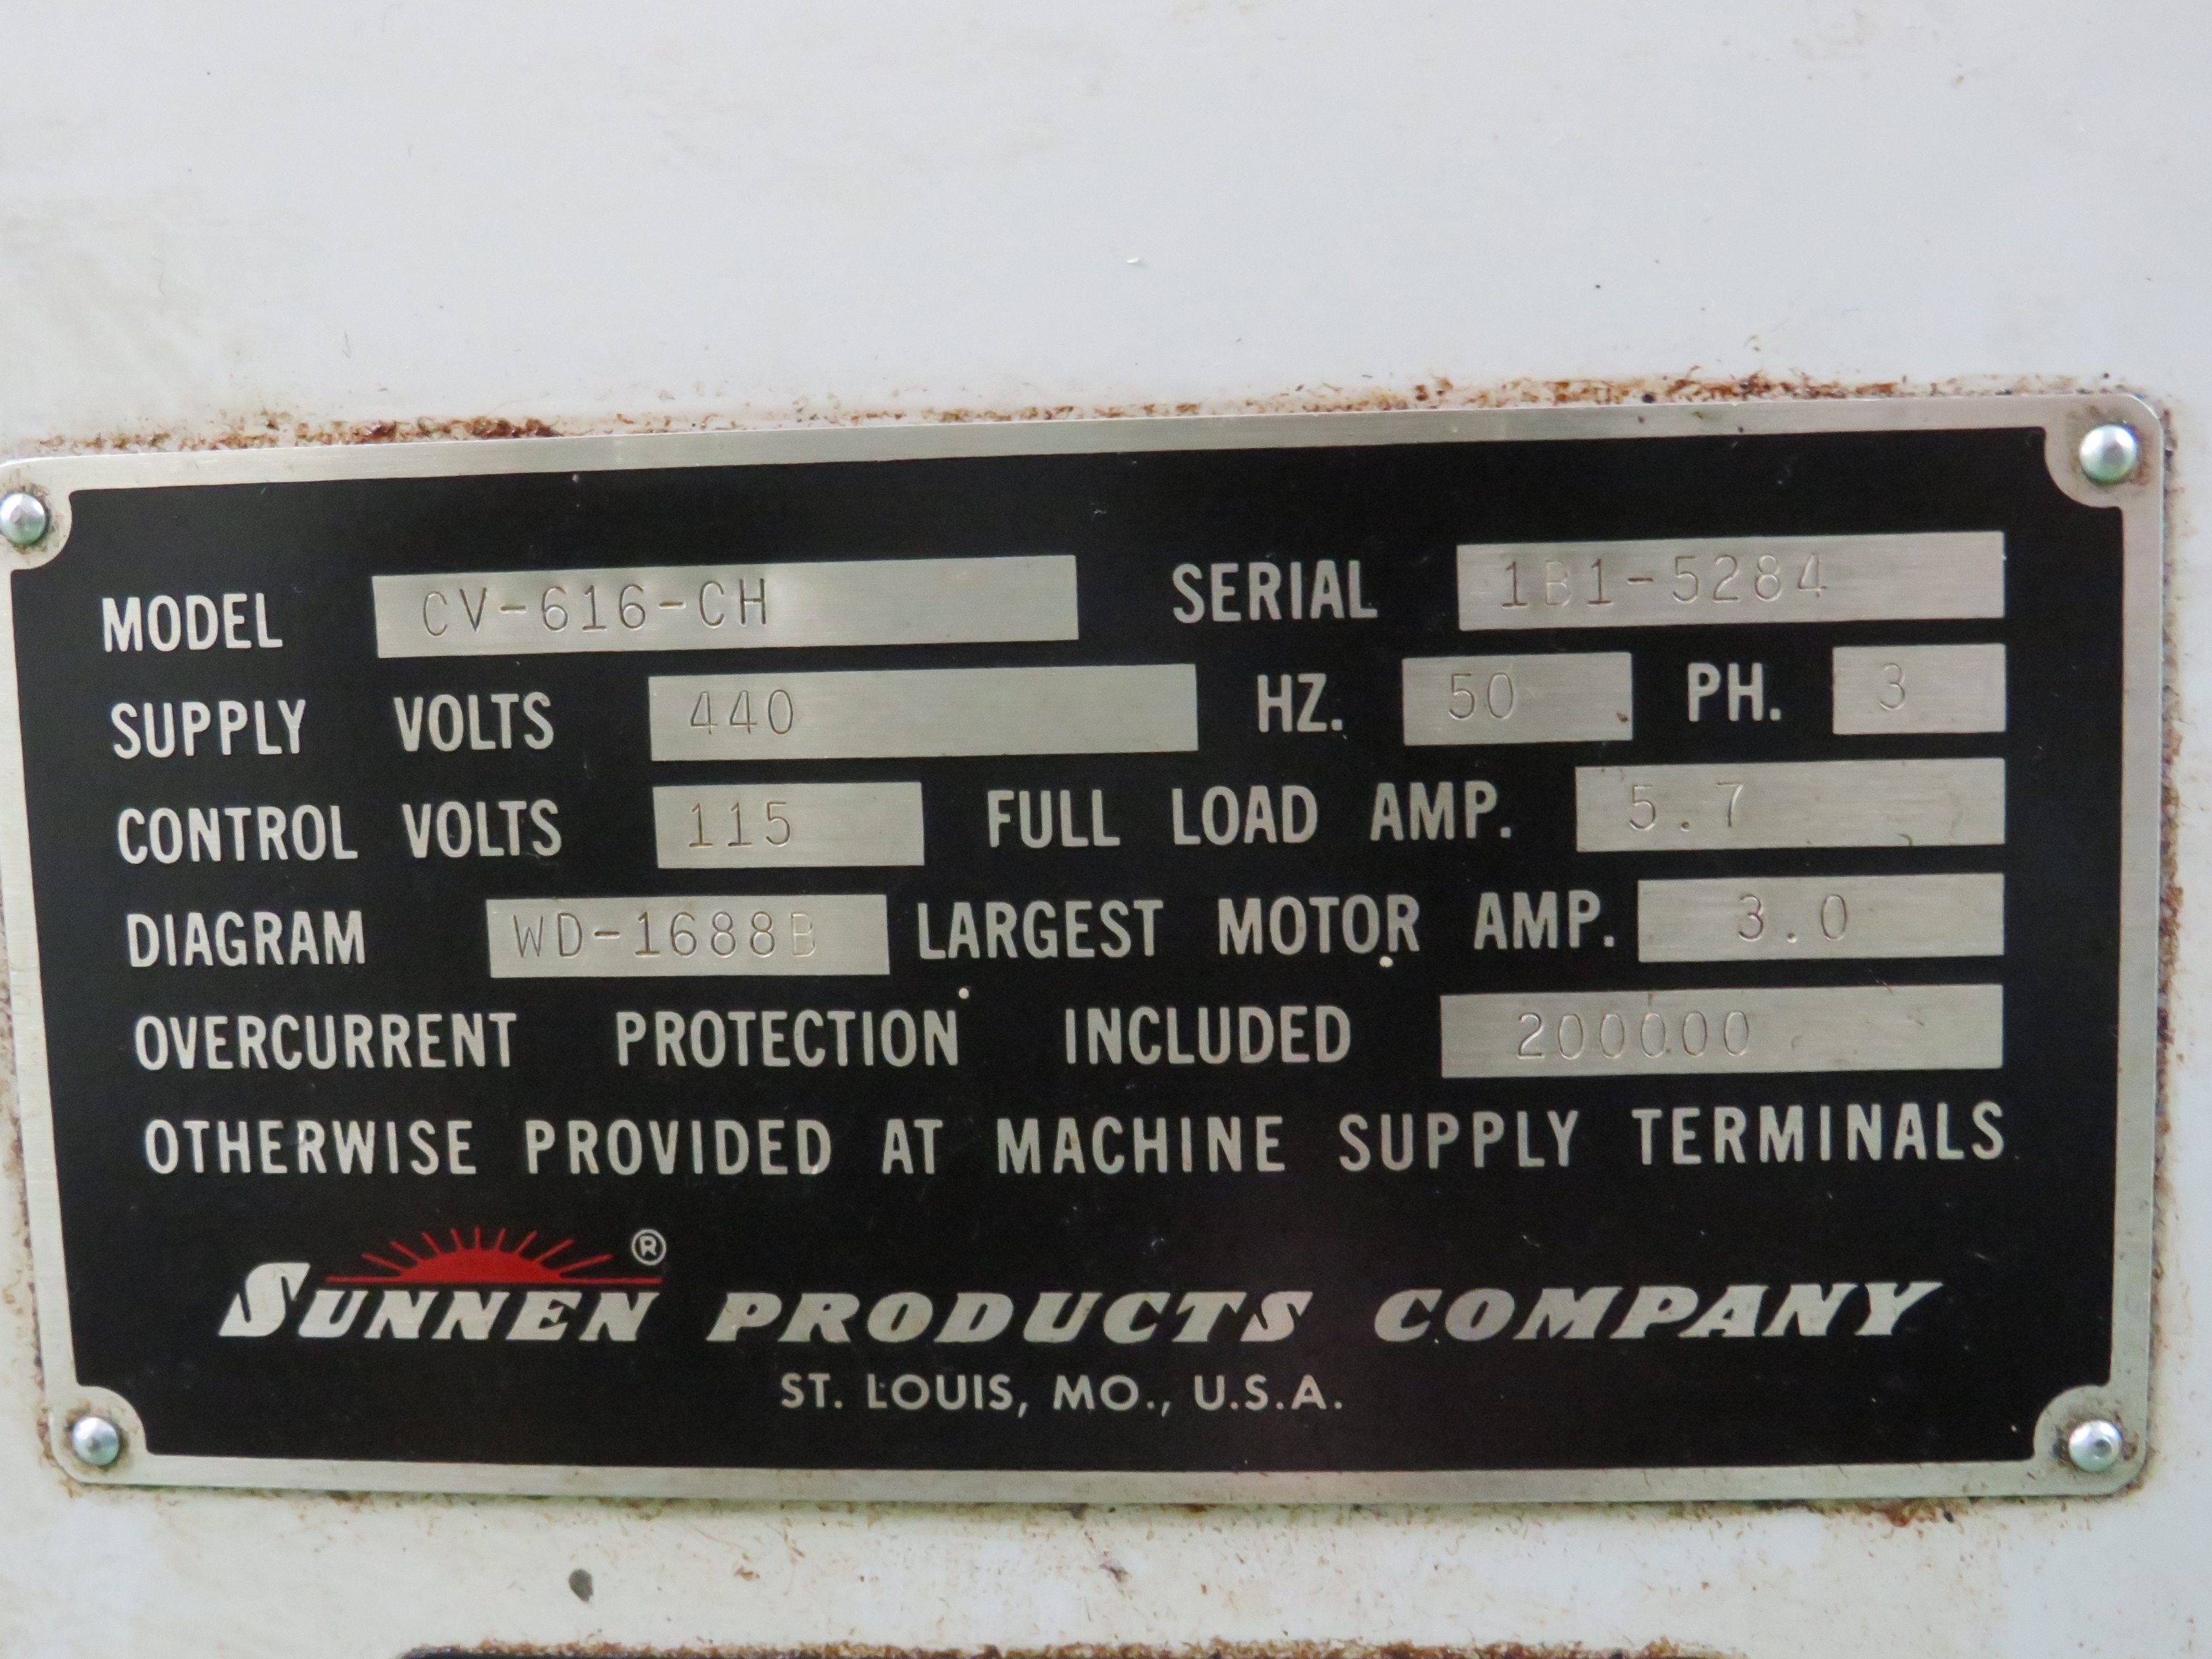 MODEL CV-616-CH SERIAL 1B1-5284
SUPPLY VOLTS 440 HZ. 50 PH. 3
CONTROL VOLTS 115 FULL LOAD AMP. 5.7
DIAGRAM WD-1688B LARGEST MOTOR AMP. 3.0
OVERCURRENT PROTECTION INCLUDED 200000
OTHERWISE PROVIDED AT MACHINE SUPPLY TERMINALS
SUNNEN® PRODUCTS COMPANY
ST. LOUIS, MO., U.S.A.